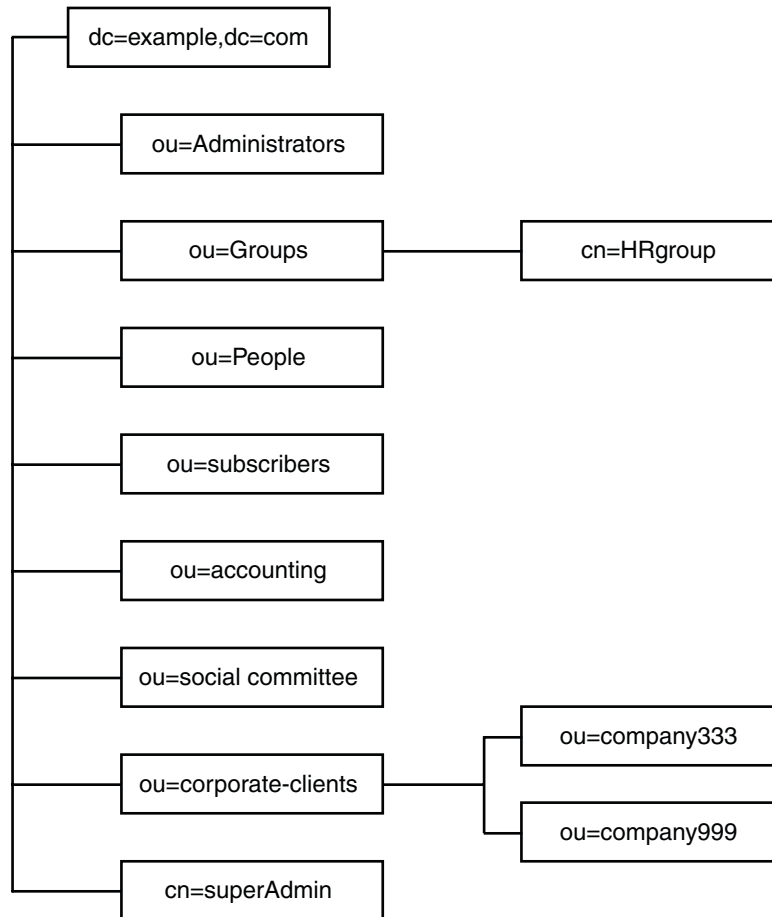 dc=example,dc=com
ou=Administrators
ou=Groups
cn=HRgroup
ou=People
ou=subscribers
ou=accounting
ou=social committee
ou=company333
ou=corporate-clients
ou=company999
cn=superAdmin